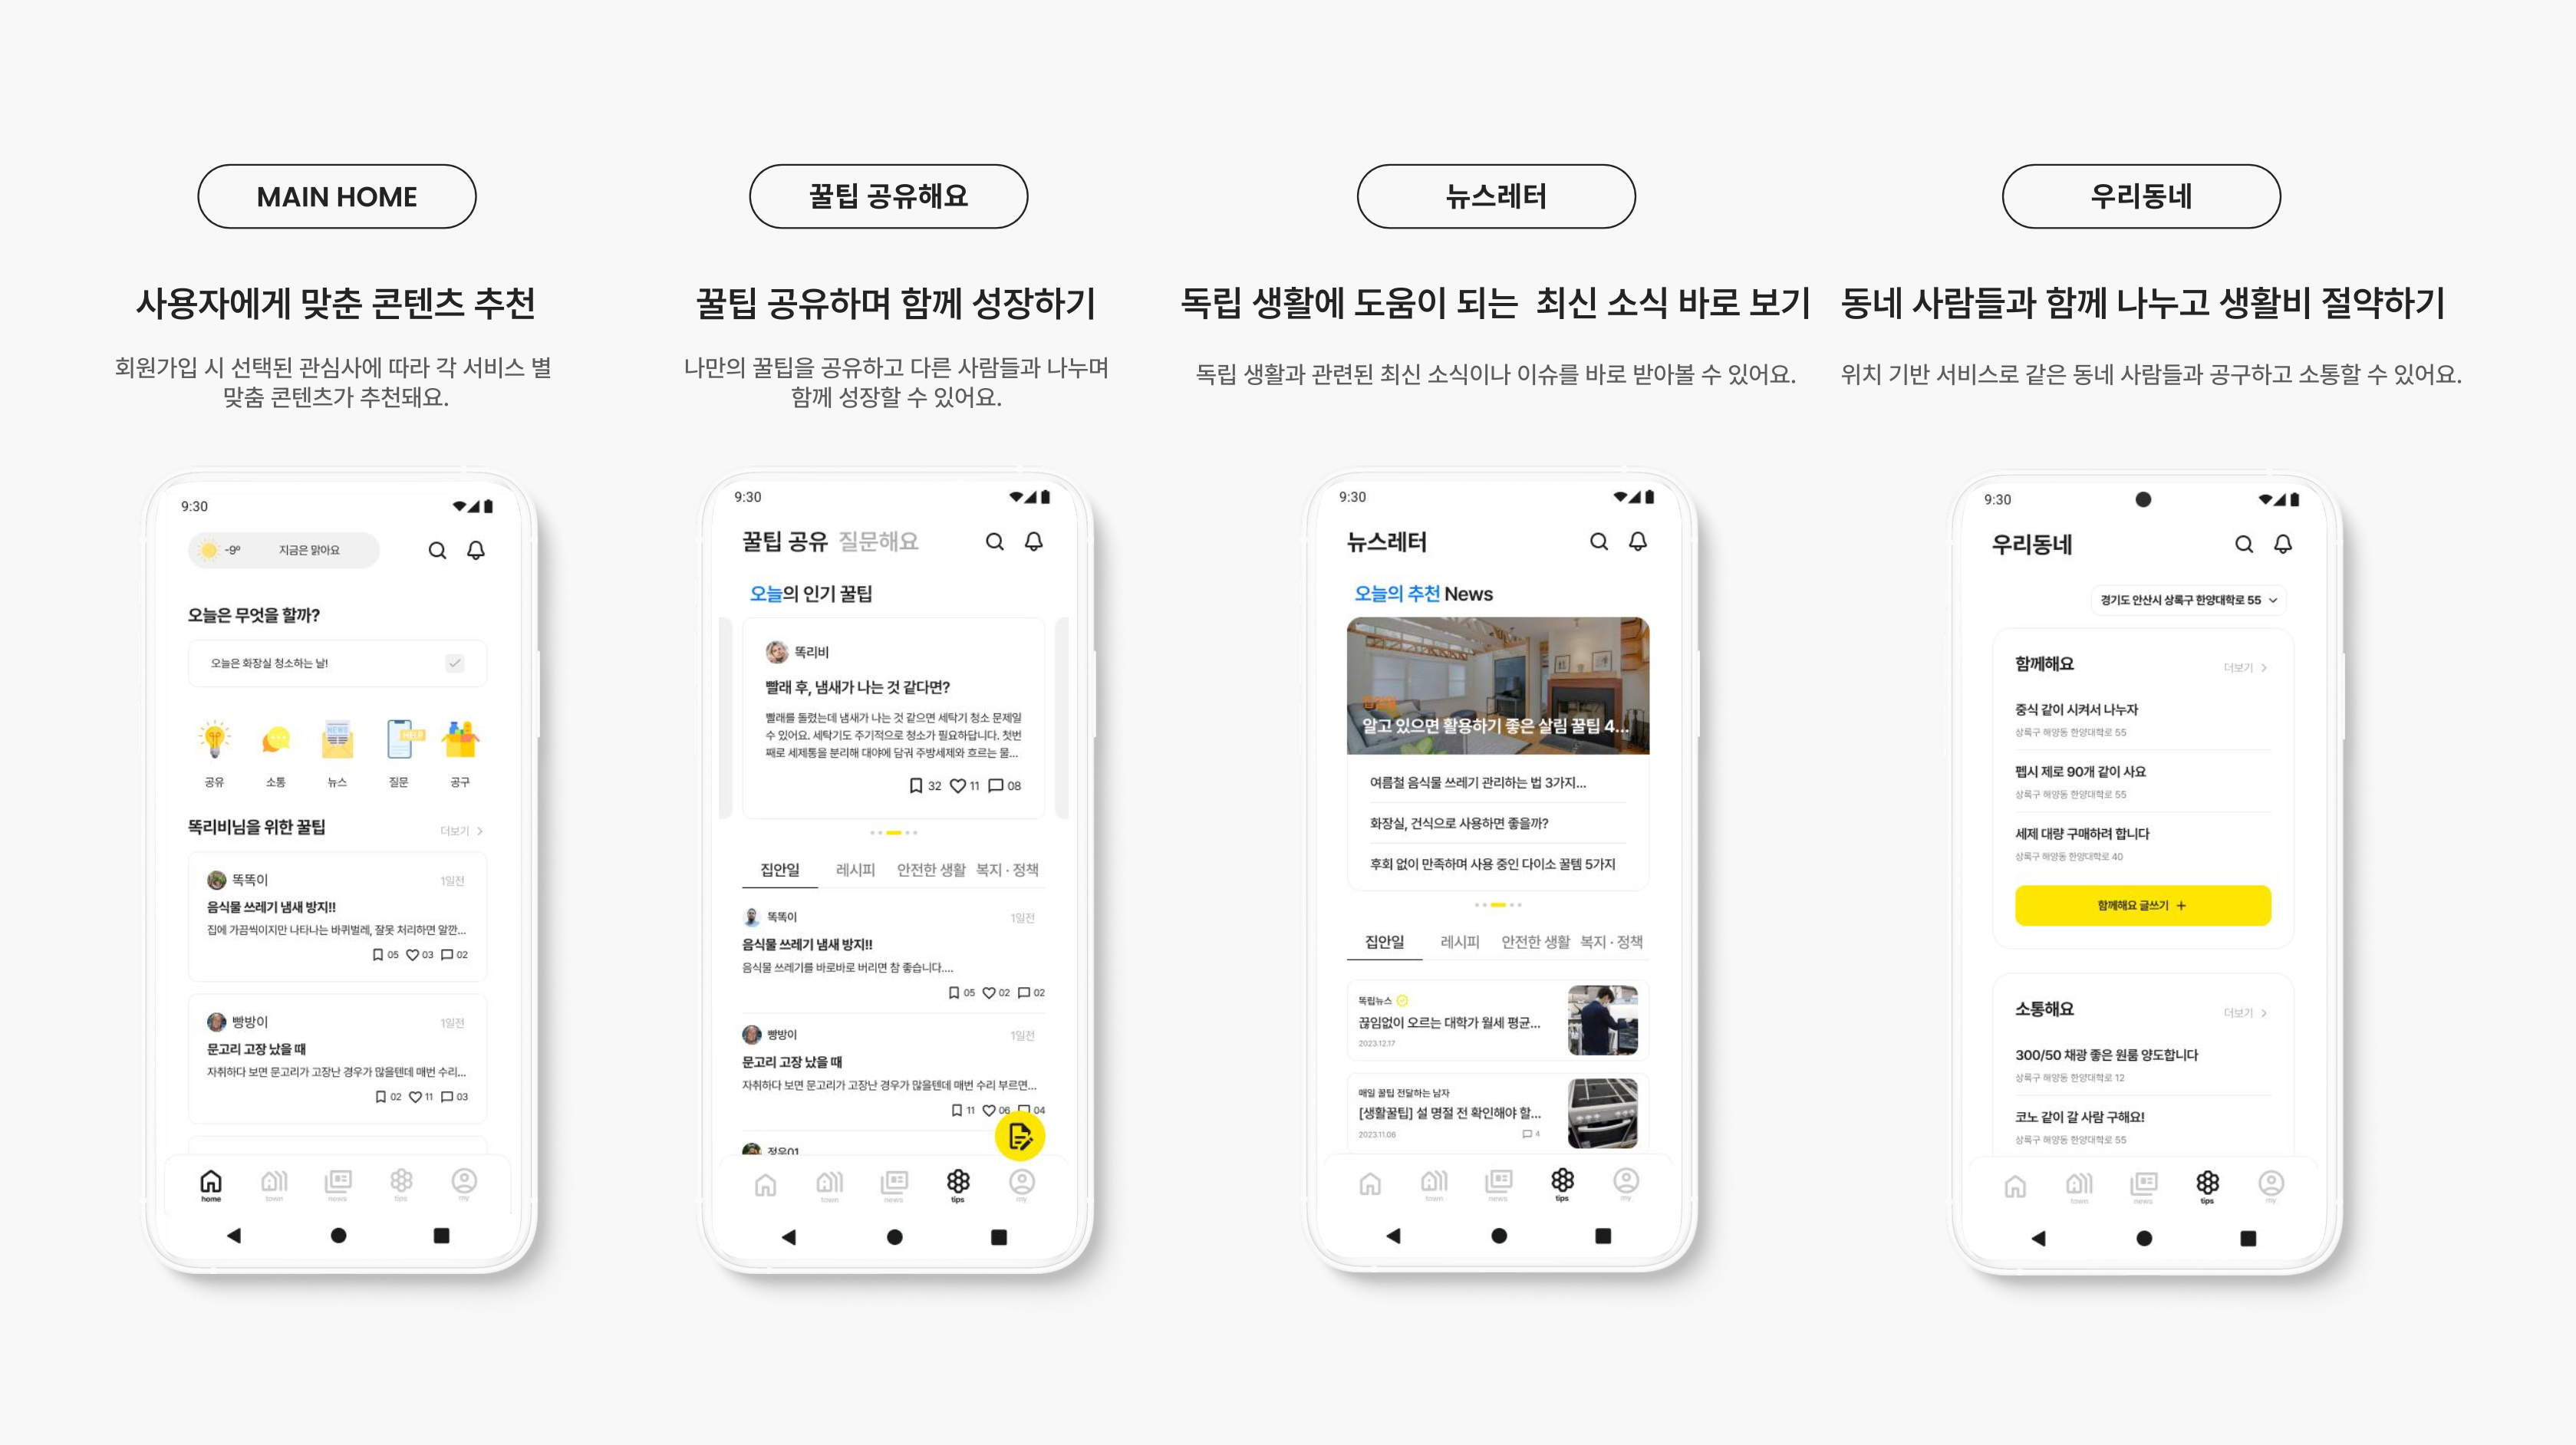 MAIN HOME
사용자에게 맞춘 콘텐츠 추천
회원가입 시 선택된 관심사에 따라 각 서비스 별
맞춤 콘텐츠가 추천돼요.
9:30
-9º 지금은 맑아요
오늘은 무엇을 할까?
오늘은 화장실 청소하는 날!
NEWS
HELP
공유 소통 뉴스 질문 공구
똑리비님을 위한 꿀팁 더보기
똑똑이 1일전
음식물 쓰레기 냄새 방지!!
집에 가끔씩이지만 나타나는 바퀴벌레, 잘못 처리하면 알깐...
05 03 02
빵방이 1일전
문고리 고장 났을 때
자취하다 보면 문고리가 고장난 경우가 많을텐데 매번 수리...
02 11 03
home town news tips my
꿀팁 공유해요
꿀팁 공유하며 함께 성장하기
나만의 꿀팁을 공유하고 다른 사람들과 나누며
함께 성장할 수 있어요.
9:30
꿀팁 공유 질문해요
오늘의 인기 꿀팁
똑리비
빨래 후, 냄새가 나는 것 같다면?
빨래를 돌렸는데 냄새가 나는 것 같으면 세탁기 청소 문제일
수 있어요. 세탁기도 주기적으로 청소가 필요하답니다. 첫번
째로 세제통을 분리해 대야에 담궈 주방세제와 흐르는 물...
32 11 08
집안일 레시피 안전한 생활 복지 · 정책
똑똑이 1일전
음식물 쓰레기 냄새 방지!!
음식물 쓰레기를 바로바로 버리면 참 좋습니다....
05 02 02
빵방이 1일전
문고리 고장 났을 때
자취하다 보면 문고리가 고장난 경우가 많을텐데 매번 수리 부르면...
11 06 04
town news tips my
뉴스레터
독립 생활에 도움이 되는 최신 소식 바로 보기
독립 생활과 관련된 최신 소식이나 이슈를 바로 받아볼 수 있어요.
9:30
뉴스레터
오늘의 추천 News
알고 있으면 활용하기 좋은 살림 꿀팁 4...
여름철 음식물 쓰레기 관리하는 법 3가지...
화장실, 건식으로 사용하면 좋을까?
후회 없이 만족하며 사용 중인 다이소 꿀템 5가지
집안일 레시피 안전한 생활 복지 · 정책
독립뉴스
끊임없이 오르는 대학가 월세 평균...
2023.12.17
매일 꿀팁 전달하는 남자
[생활꿀팁] 설 명절 전 확인해야 할...
2023.11.06 4
town news tips my
우리동네
동네 사람들과 함께 나누고 생활비 절약하기
위치 기반 서비스로 같은 동네 사람들과 공구하고 소통할 수 있어요.
9:30
우리동네
경기도 안산시 상록구 한양대학로 55
함께해요 더보기
중식 같이 시켜서 나누자
상록구 해양동 한양대학로 55
펩시 제로 90개 같이 사요
상록구 해양동 한양대학로 55
세제 대량 구매하려 합니다
상록구 해양동 한양대학로 40
함께해요 글쓰기 +
소통해요 더보기
300/50 채광 좋은 원룸 양도합니다
상록구 해양동 한양대학로 12
코노 같이 갈 사람 구해요!
상록구 해양동 한양대학로 55
town news tips my